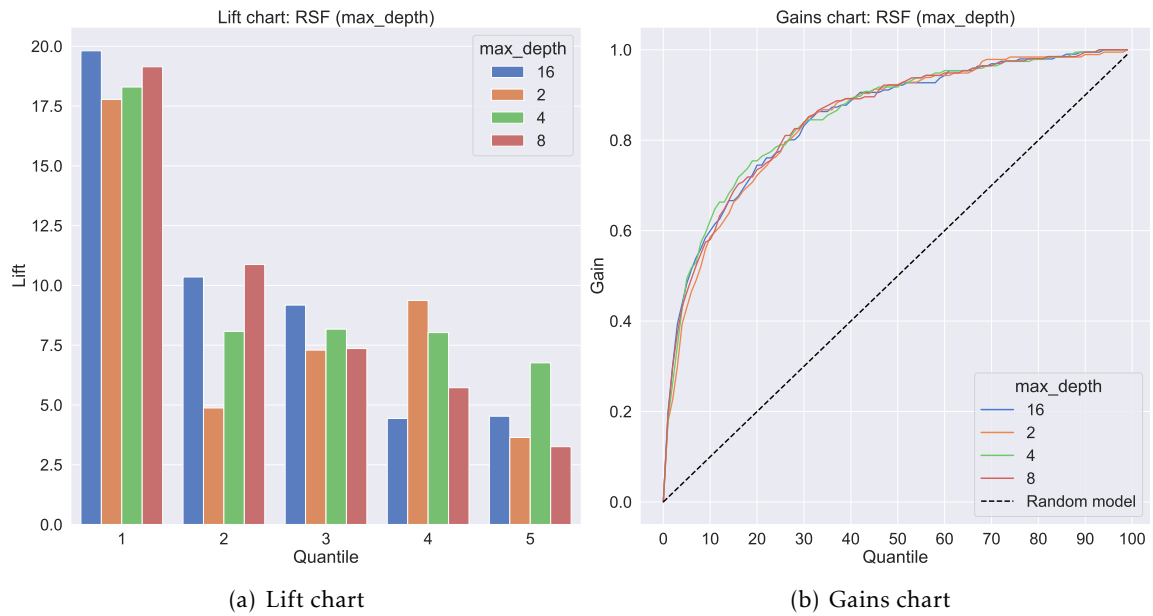 Lift chart: RSF (max_depth)
20.0
17.5
15.0
12.5
10.0
7.5
5.0
2.5
0.0
Lift
max_depth
16
2
4
8
1 2 3 4 5
Quantile
(a) Lift chart
Gains chart: RSF (max_depth)
1.0
0.8
0.6
0.4
0.2
0.0
Gain
max_depth
16
2
4
8
Random model
0 10 20 30 40 50 60 70 80 90 100
Quantile
(b) Gains chart